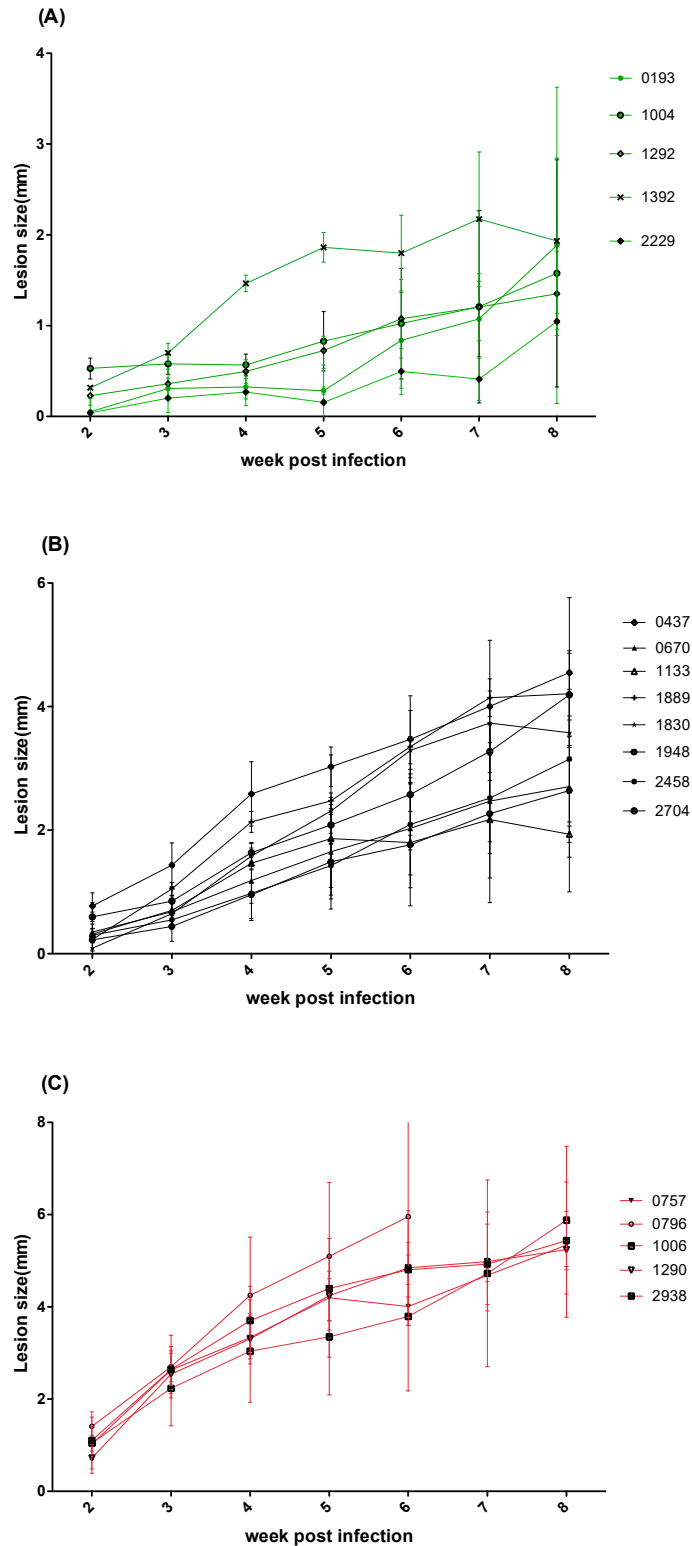 (A)
Lesion size(mm)
4
3
2
1
0
2 3 4 5 6 7 8
week post infection
0193
1004
1292
1392
2229
(B)
Lesion size(mm)
6
4
2
0
2 3 4 5 6 7 8
week post infection
0437
0670
1133
1889
1830
1948
2458
2704
(C)
Lesion size(mm)
8
6
4
2
0
2 3 4 5 6 7 8
week post infection
0757
0796
1006
1290
2938